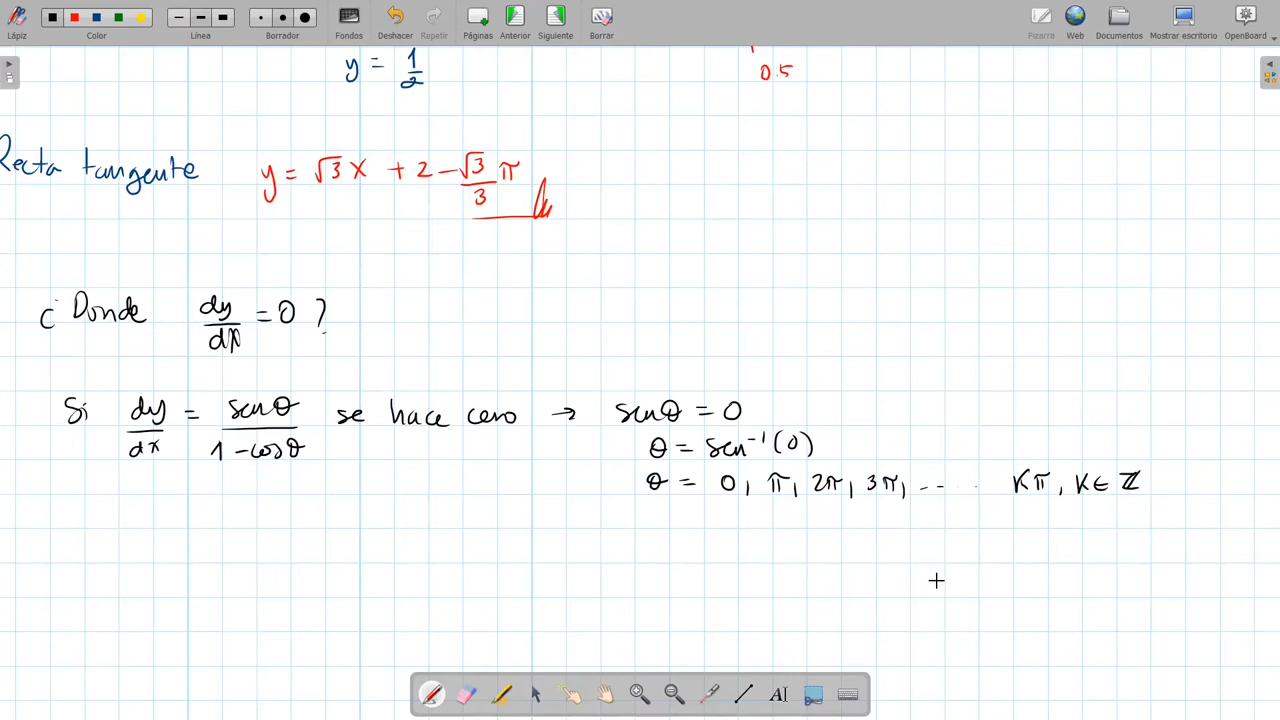 Lápiz Color Línea Borrador Fondos Deshacer Repetir Páginas Anterior Siguiente Borrar Pizarra Web Documentos Mostrar escritorio OpenBoard
y = 1/2
0.5
Recta tangente y = √3 x + 2 - √3/3 π
¿Donde dy/dx = 0?
Si dy/dx = senθ/(1 - cosθ) se hace cero → senθ = 0
θ = sen⁻¹(0)
θ = 0, π, 2π, 3π, ..... Kπ, K ∈ ℤ
AI